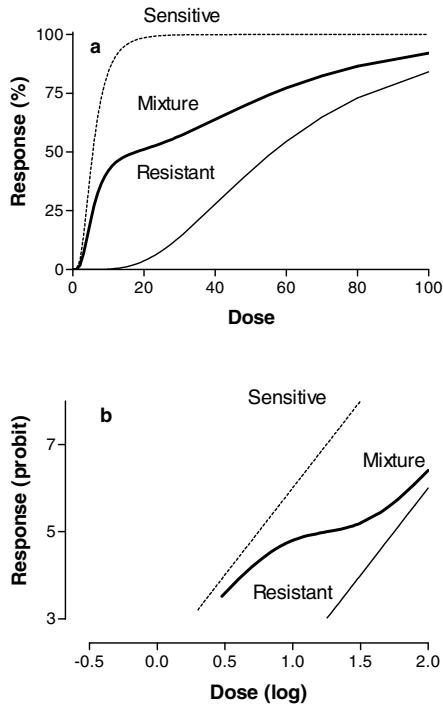 Sensitive
a
Mixture
Resistant
Response (%)
100
75
50
25
0
0 20 40 60 80 100
Dose
b
Sensitive
Mixture
Resistant
Response (probit)
7
5
3
-0.5 0.0 0.5 1.0 1.5 2.0
Dose (log)